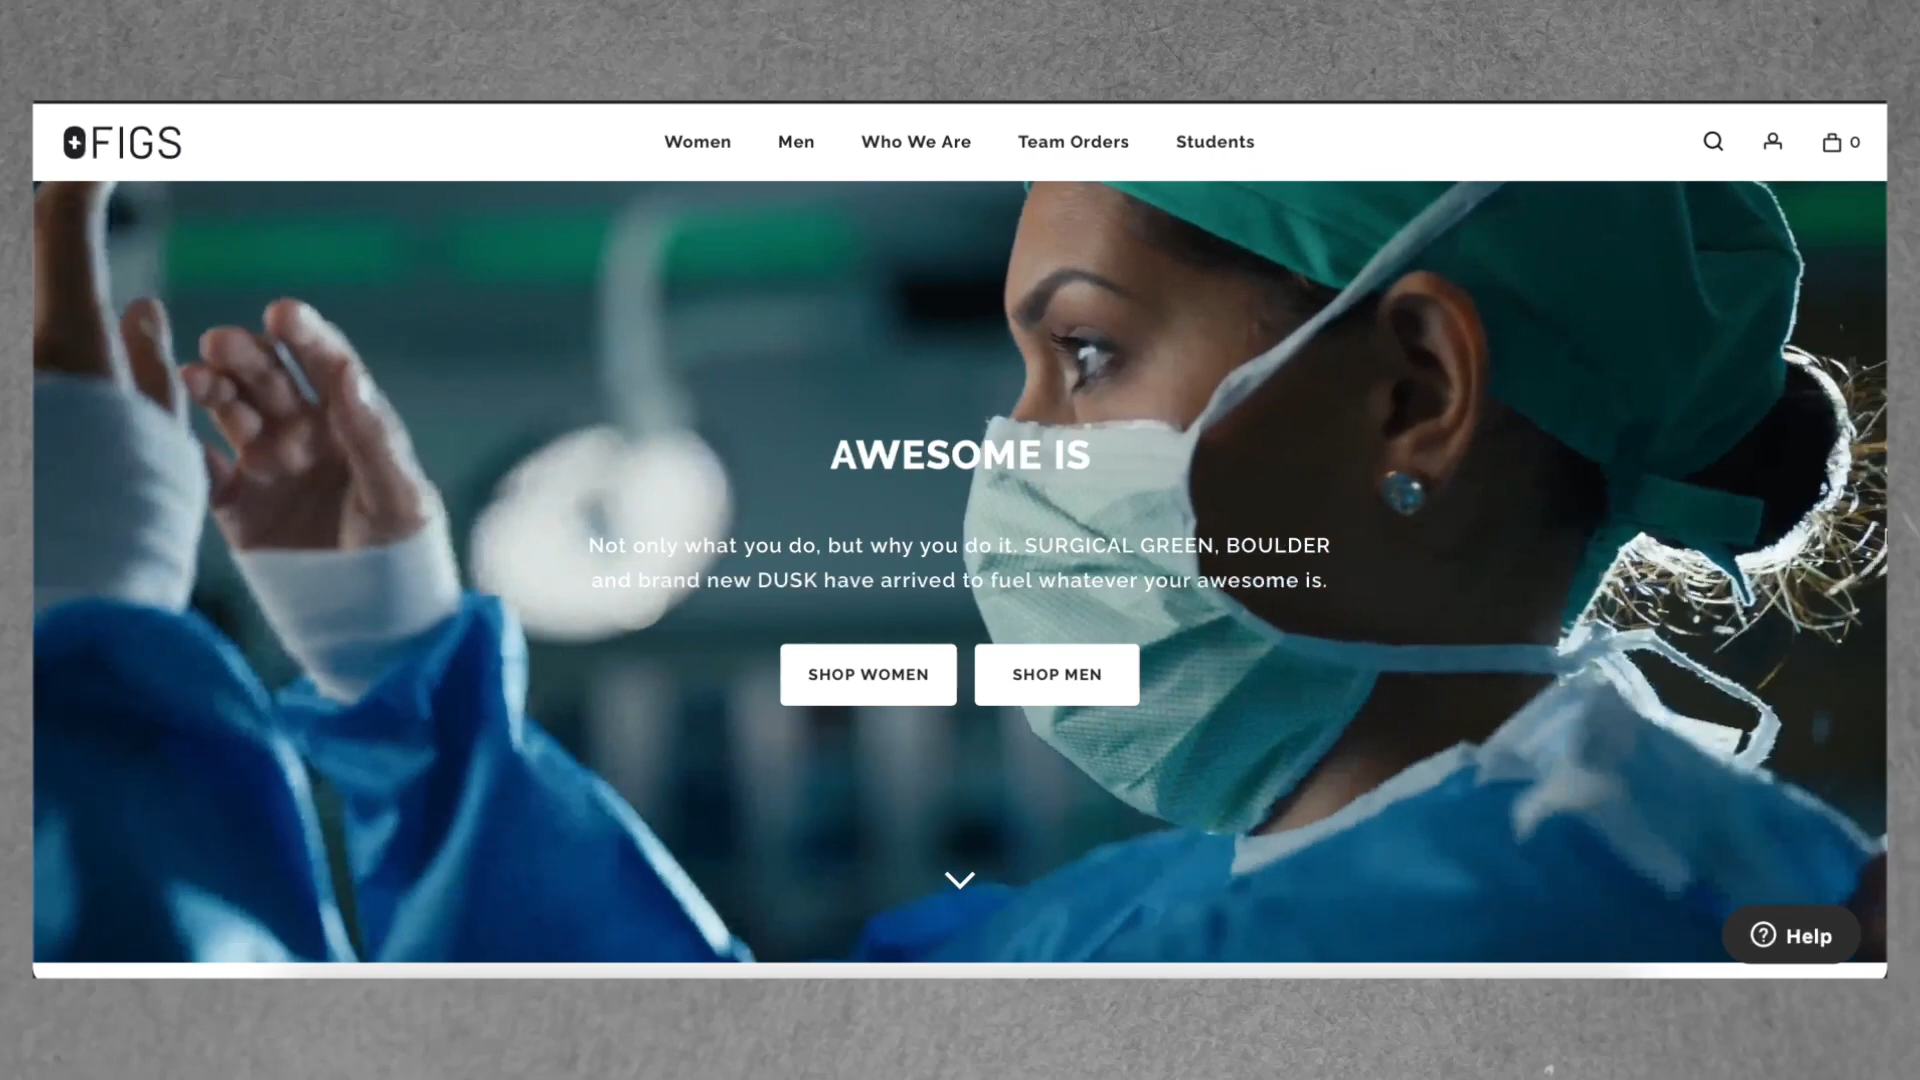 FIGS
Women Men Who We Are Team Orders Students
0
AWESOME IS
Not only what you do, but why you do it. SURGICAL GREEN, BOULDER
and brand new DUSK have arrived to fuel whatever your awesome is.
SHOP WOMEN SHOP MEN
Help